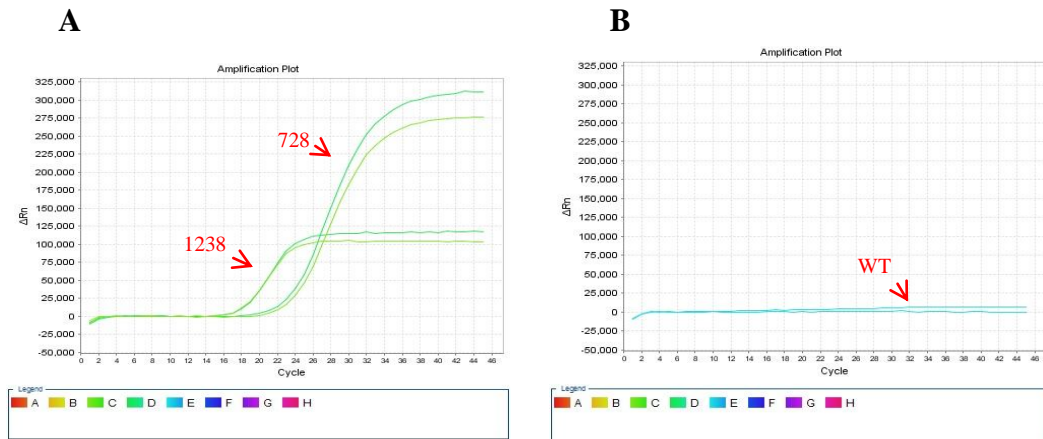 A
Amplification Plot
325,000
300,000
275,000
250,000
225,000
200,000
175,000
150,000
125,000
100,000
75,000
50,000
25,000
0
-25,000
-50,000
ΔRn
728
1238
0 2 4 6 8 10 12 14 16 18 20 22 24 26 28 30 32 34 36 38 40 42 44 46
Cycle
Legend
A B C D E F G H
B
Amplification Plot
325,000
300,000
275,000
250,000
225,000
200,000
175,000
150,000
125,000
100,000
75,000
50,000
25,000
0
-25,000
-50,000
ΔRn
WT
0 2 4 6 8 10 12 14 16 18 20 22 24 26 28 30 32 34 36 38 40 42 44 46
Cycle
Legend
A B C D E F G H